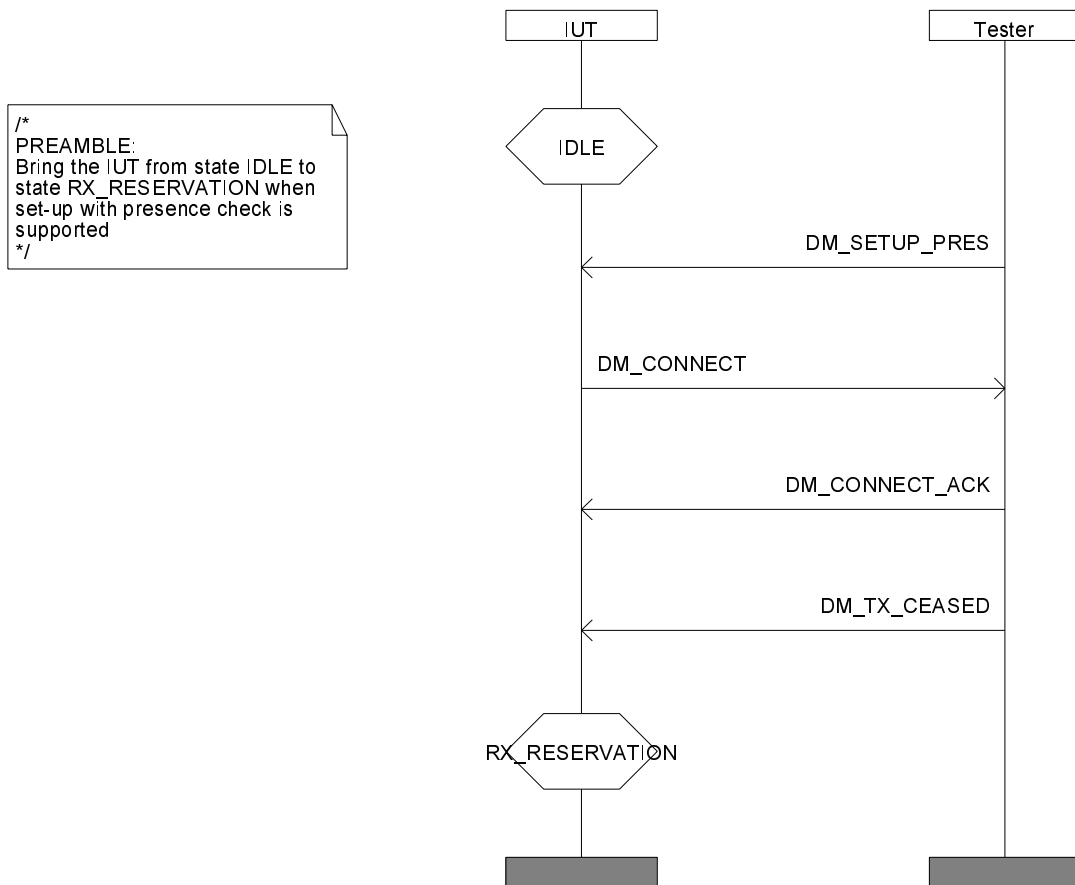 IUT
Tester
/*
PREAMBLE:
Bring the IUT from state IDLE to
state RX_RESERVATION when
set-up with presence check is
supported
*/
IDLE
DM_SETUP_PRES
DM_CONNECT
DM_CONNECT_ACK
DM_TX_CEASED
RX_RESERVATION